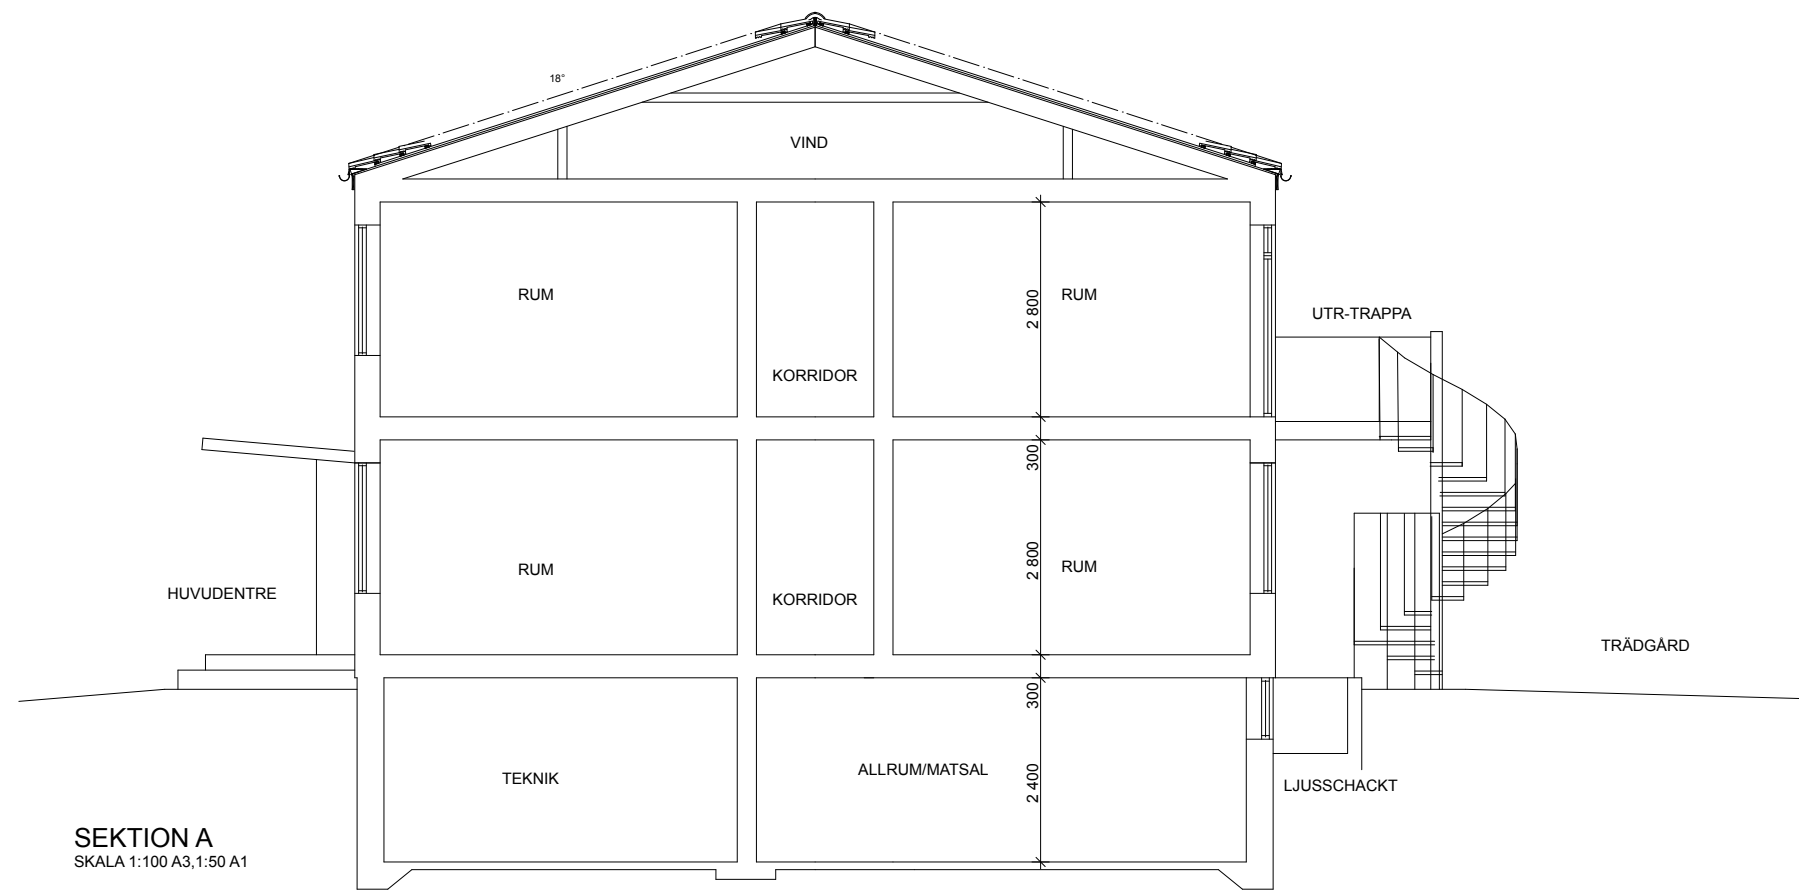 18°
VIND
RUM
KORRIDOR
2 800
RUM
UTR-TRAPPA
300
HUVUDENTRE
RUM
KORRIDOR
2 800
RUM
TRÄDGÅRD
300
TEKNIK
ALLRUM/MATSAL
2 400
LJUSSCHACKT
SEKTION A
SKALA 1:100 A3,1:50 A1